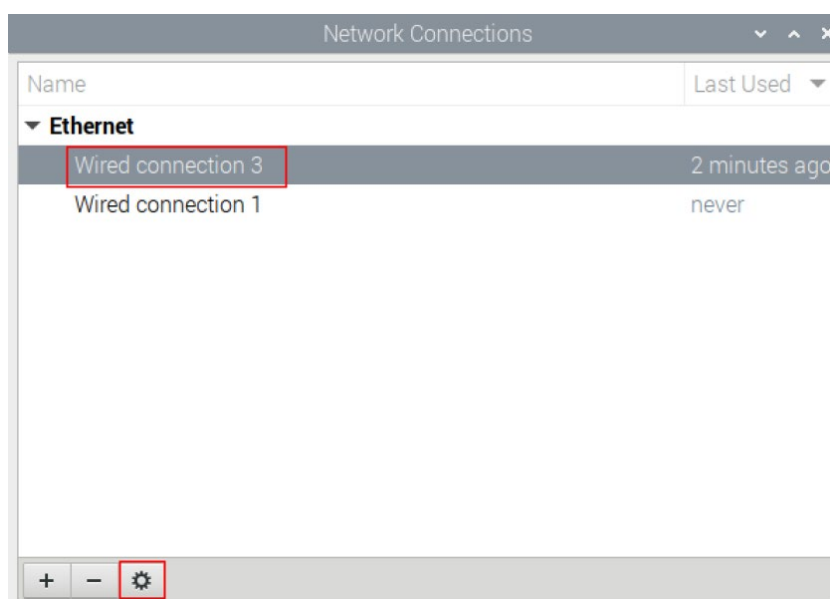 Network Connections
Name Last Used
Ethernet
Wired connection 3 2 minutes ago
Wired connection 1 never